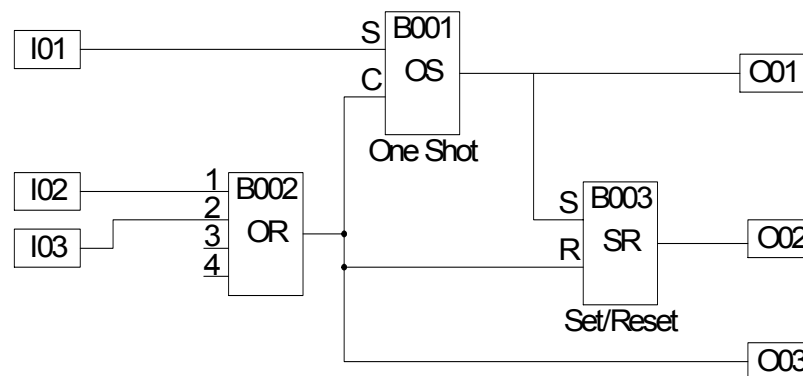 I01
S
B001
OS
C
One Shot
O01
I02
I03
1
2
3
4
B002
OR
S
B003
SR
R
Set/Reset
O02
O03